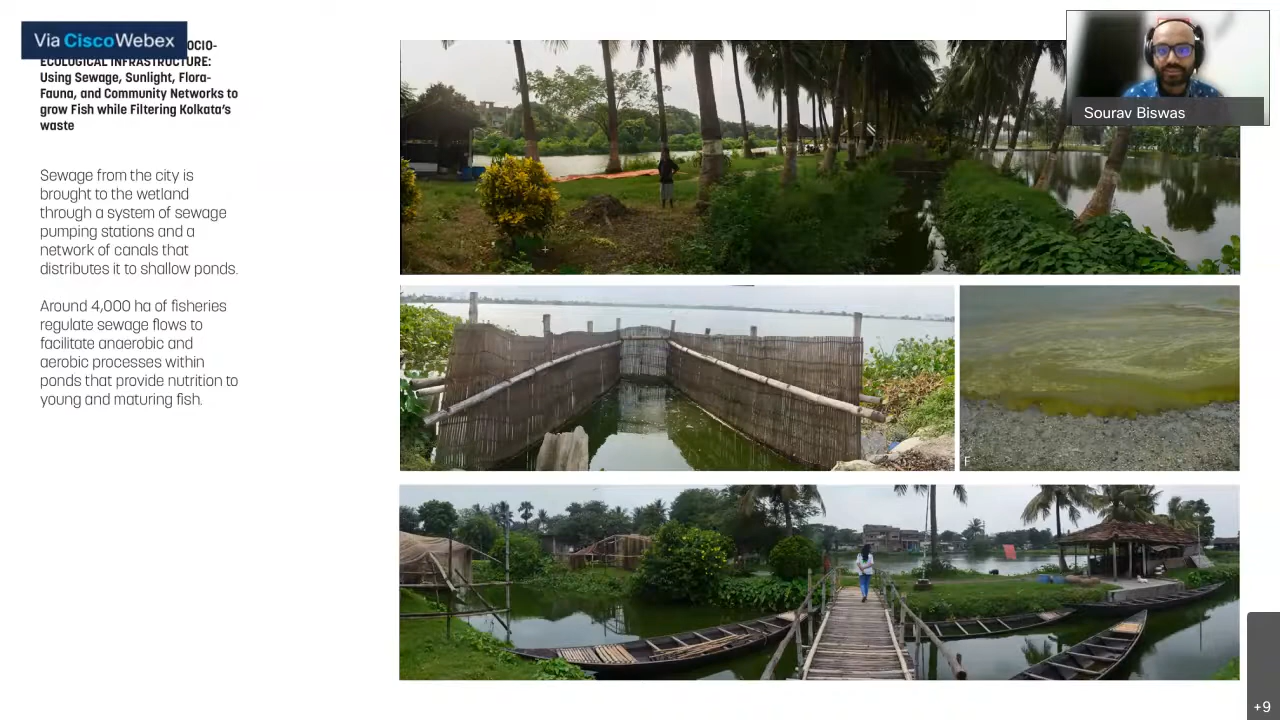 Via Cisco Webex
OCIO-
ECOLOGICAL INFRASTRUCTURE:
Using Sewage, Sunlight, Flora-
Fauna, and Community Networks to
grow Fish while Filtering Kolkata's
waste
Sewage from the city is
brought to the wetland
through a system of sewage
pumping stations and a
network of canals that
distributes it to shallow ponds.
Around 4,000 ha of fisheries
regulate sewage flows to
facilitate anaerobic and
aerobic processes within
ponds that provide nutrition to
young and maturing fish.
Sourav Biswas
F
+9